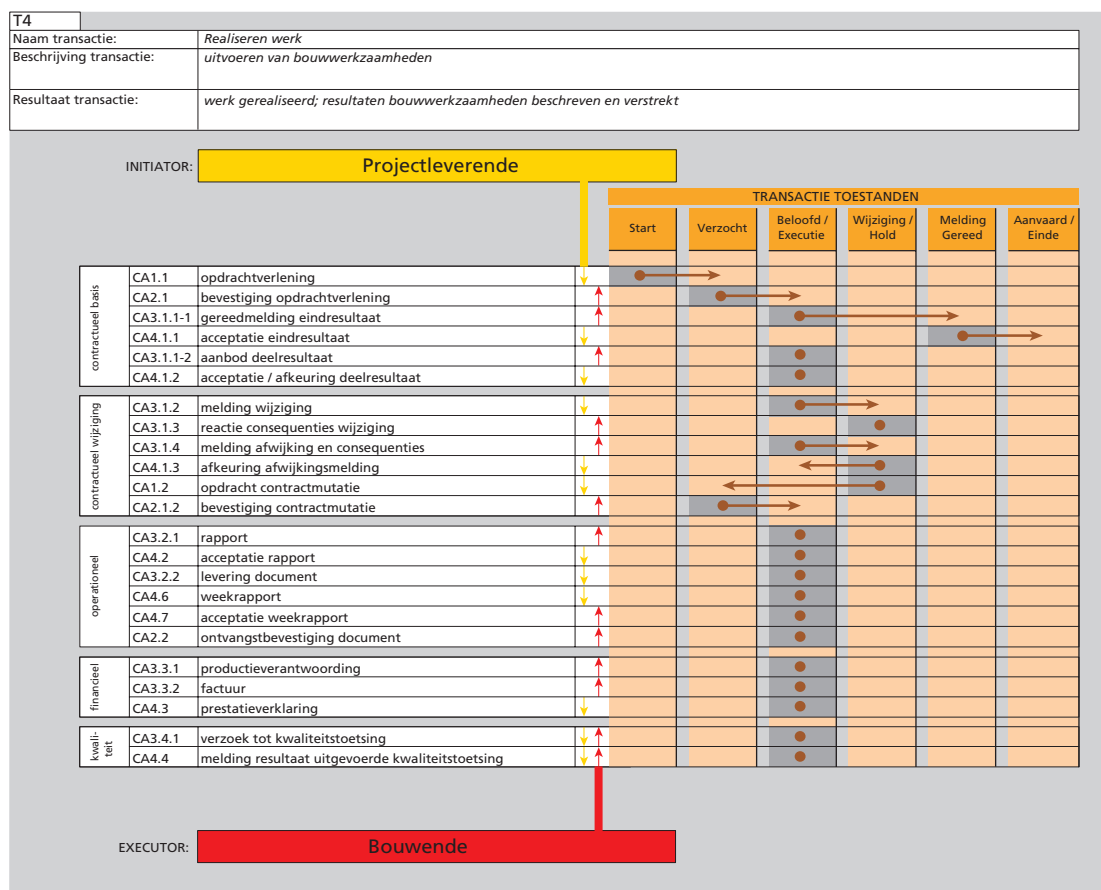 T4
Naam transactie: Realiseren werk
Beschrijving transactie: uitvoeren van bouwwerkzaamheden
Resultaat transactie: werk gerealiseerd; resultaten bouwwerkzaamheden beschreven en verstrekt
INITIATOR: Projectleverende
TRANSACTIE TOESTANDEN
Start Verzocht Beloofd / Executie Wijziging / Hold Melding Gereed Aanvaard / Einde
contractueel basis
CA1.1 opdrachtverlening
CA2.1 bevestiging opdrachtverlening
CA3.1.1-1 gereedmelding eindresultaat
CA4.1.1 acceptatie eindresultaat
CA3.1.1-2 aanbod deelresultaat
CA4.1.2 acceptatie / afkeuring deelresultaat
contractueel wijziging
CA3.1.2 melding wijziging
CA3.1.3 reactie consequenties wijziging
CA3.1.4 melding afwijking en consequenties
CA4.1.3 afkeuring afwijkingsmelding
CA1.2 opdracht contractmutatie
CA2.1.2 bevestiging contractmutatie
operationeel
CA3.2.1 rapport
CA4.2 acceptatie rapport
CA3.2.2 levering document
CA4.6 weekrapport
CA4.7 acceptatie weekrapport
CA2.2 ontvangstbevestiging document
financieel
CA3.3.1 productieverantwoording
CA3.3.2 factuur
CA4.3 prestatieverklaring
kwali-
teit
CA3.4.1 verzoek tot kwaliteitstoetsing
CA4.4 melding resultaat uitgevoerde kwaliteitstoetsing
EXECUTOR: Bouwende